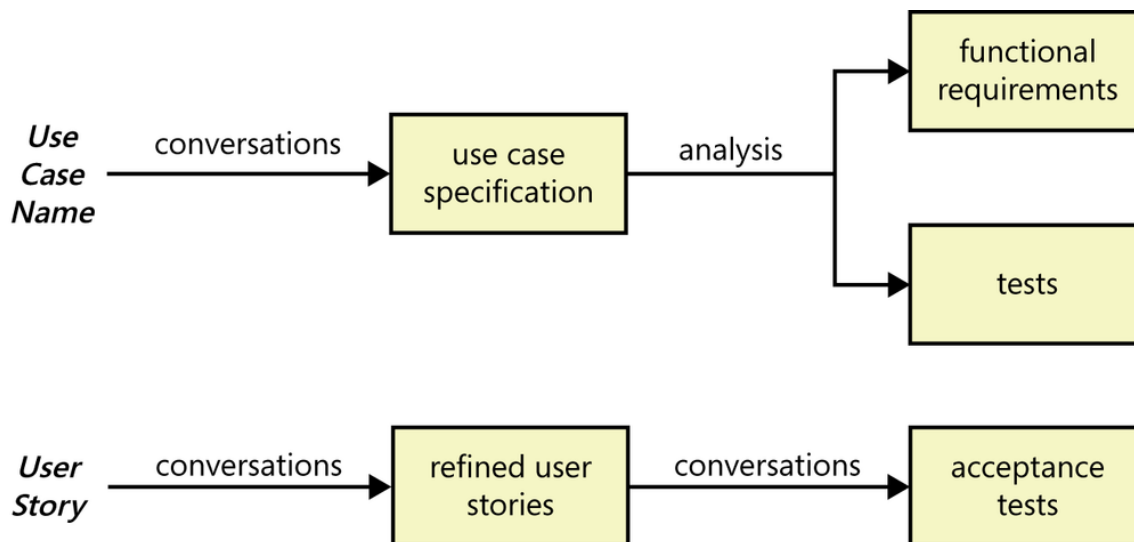 Use
Case
Name
conversations
use case
specification
analysis
functional
requirements
tests
User
Story
conversations
refined user
stories
conversations
acceptance
tests